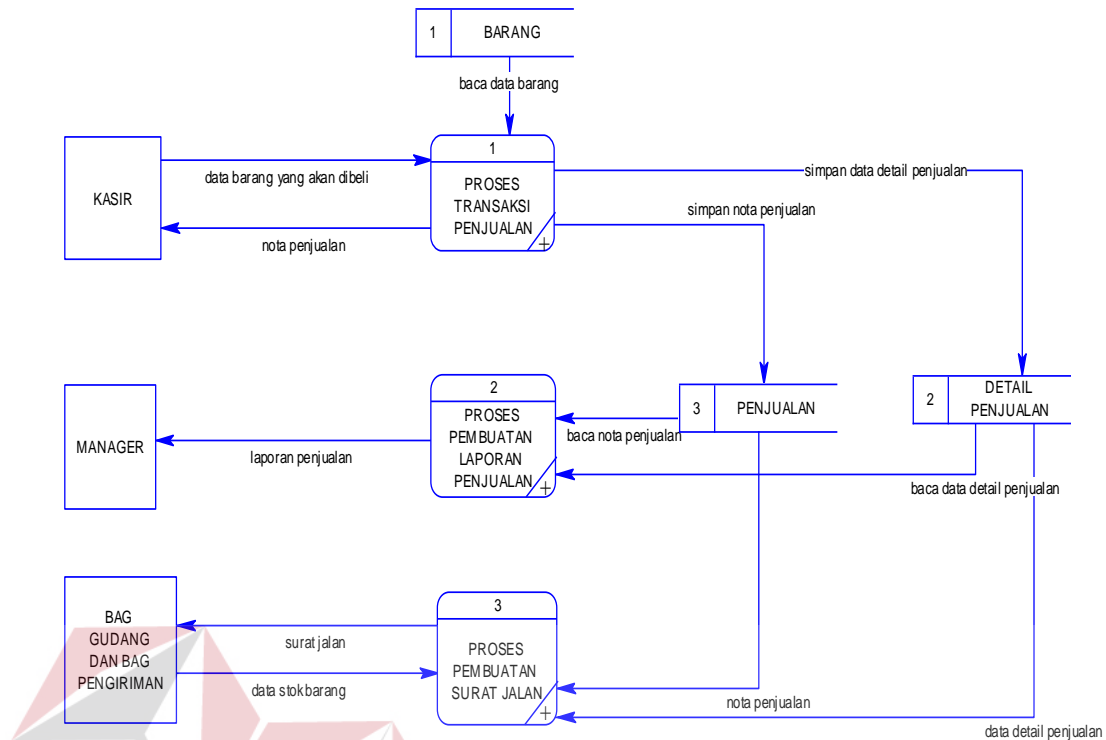 1 BARANG
baca data barang
KASIR
data barang yang akan dibeli
nota penjualan
1
PROSES
TRANSAKSI
PENJUALAN
+
simpan data detail penjualan
simpan nota penjualan
MANAGER
laporan penjualan
2
PROSES
PEMBUATAN
LAPORAN
PENJUALAN
+
baca nota penjualan
3 PENJUALAN
2 DETAIL
PENJUALAN
baca data detail penjualan
BAG
GUDANG
DAN BAG
PENGIRIMAN
surat jalan
data stok barang
3
PROSES
PEMBUATAN
SURAT JALAN
+
nota penjualan
data detail penjualan